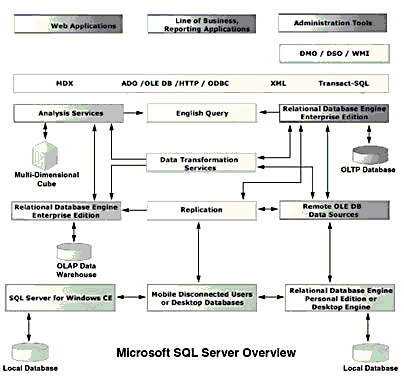 Web Applications
Line of Business,
Reporting Applications
Administration Tools
DMO / DSO / WMI
MDX
ADO /OLE DB /HTTP / ODBC
XML
Transact-SQL
Analysis Services
English Query
Relational Database Engine
Enterprise Edition
Multi-Dimensional
Cube
Data Transformation
Services
OLTP Database
Relational Database Engine
Enterprise Edition
Replication
Remote OLE DB
Data Sources
OLAP Data
Warehouse
SQL Server for Windows CE
Mobile Disconnected Users
or Desktop Databases
Relational Database Engine
Personal Edition or
Desktop Engine
Microsoft SQL Server Overview
Local Database
Local Database